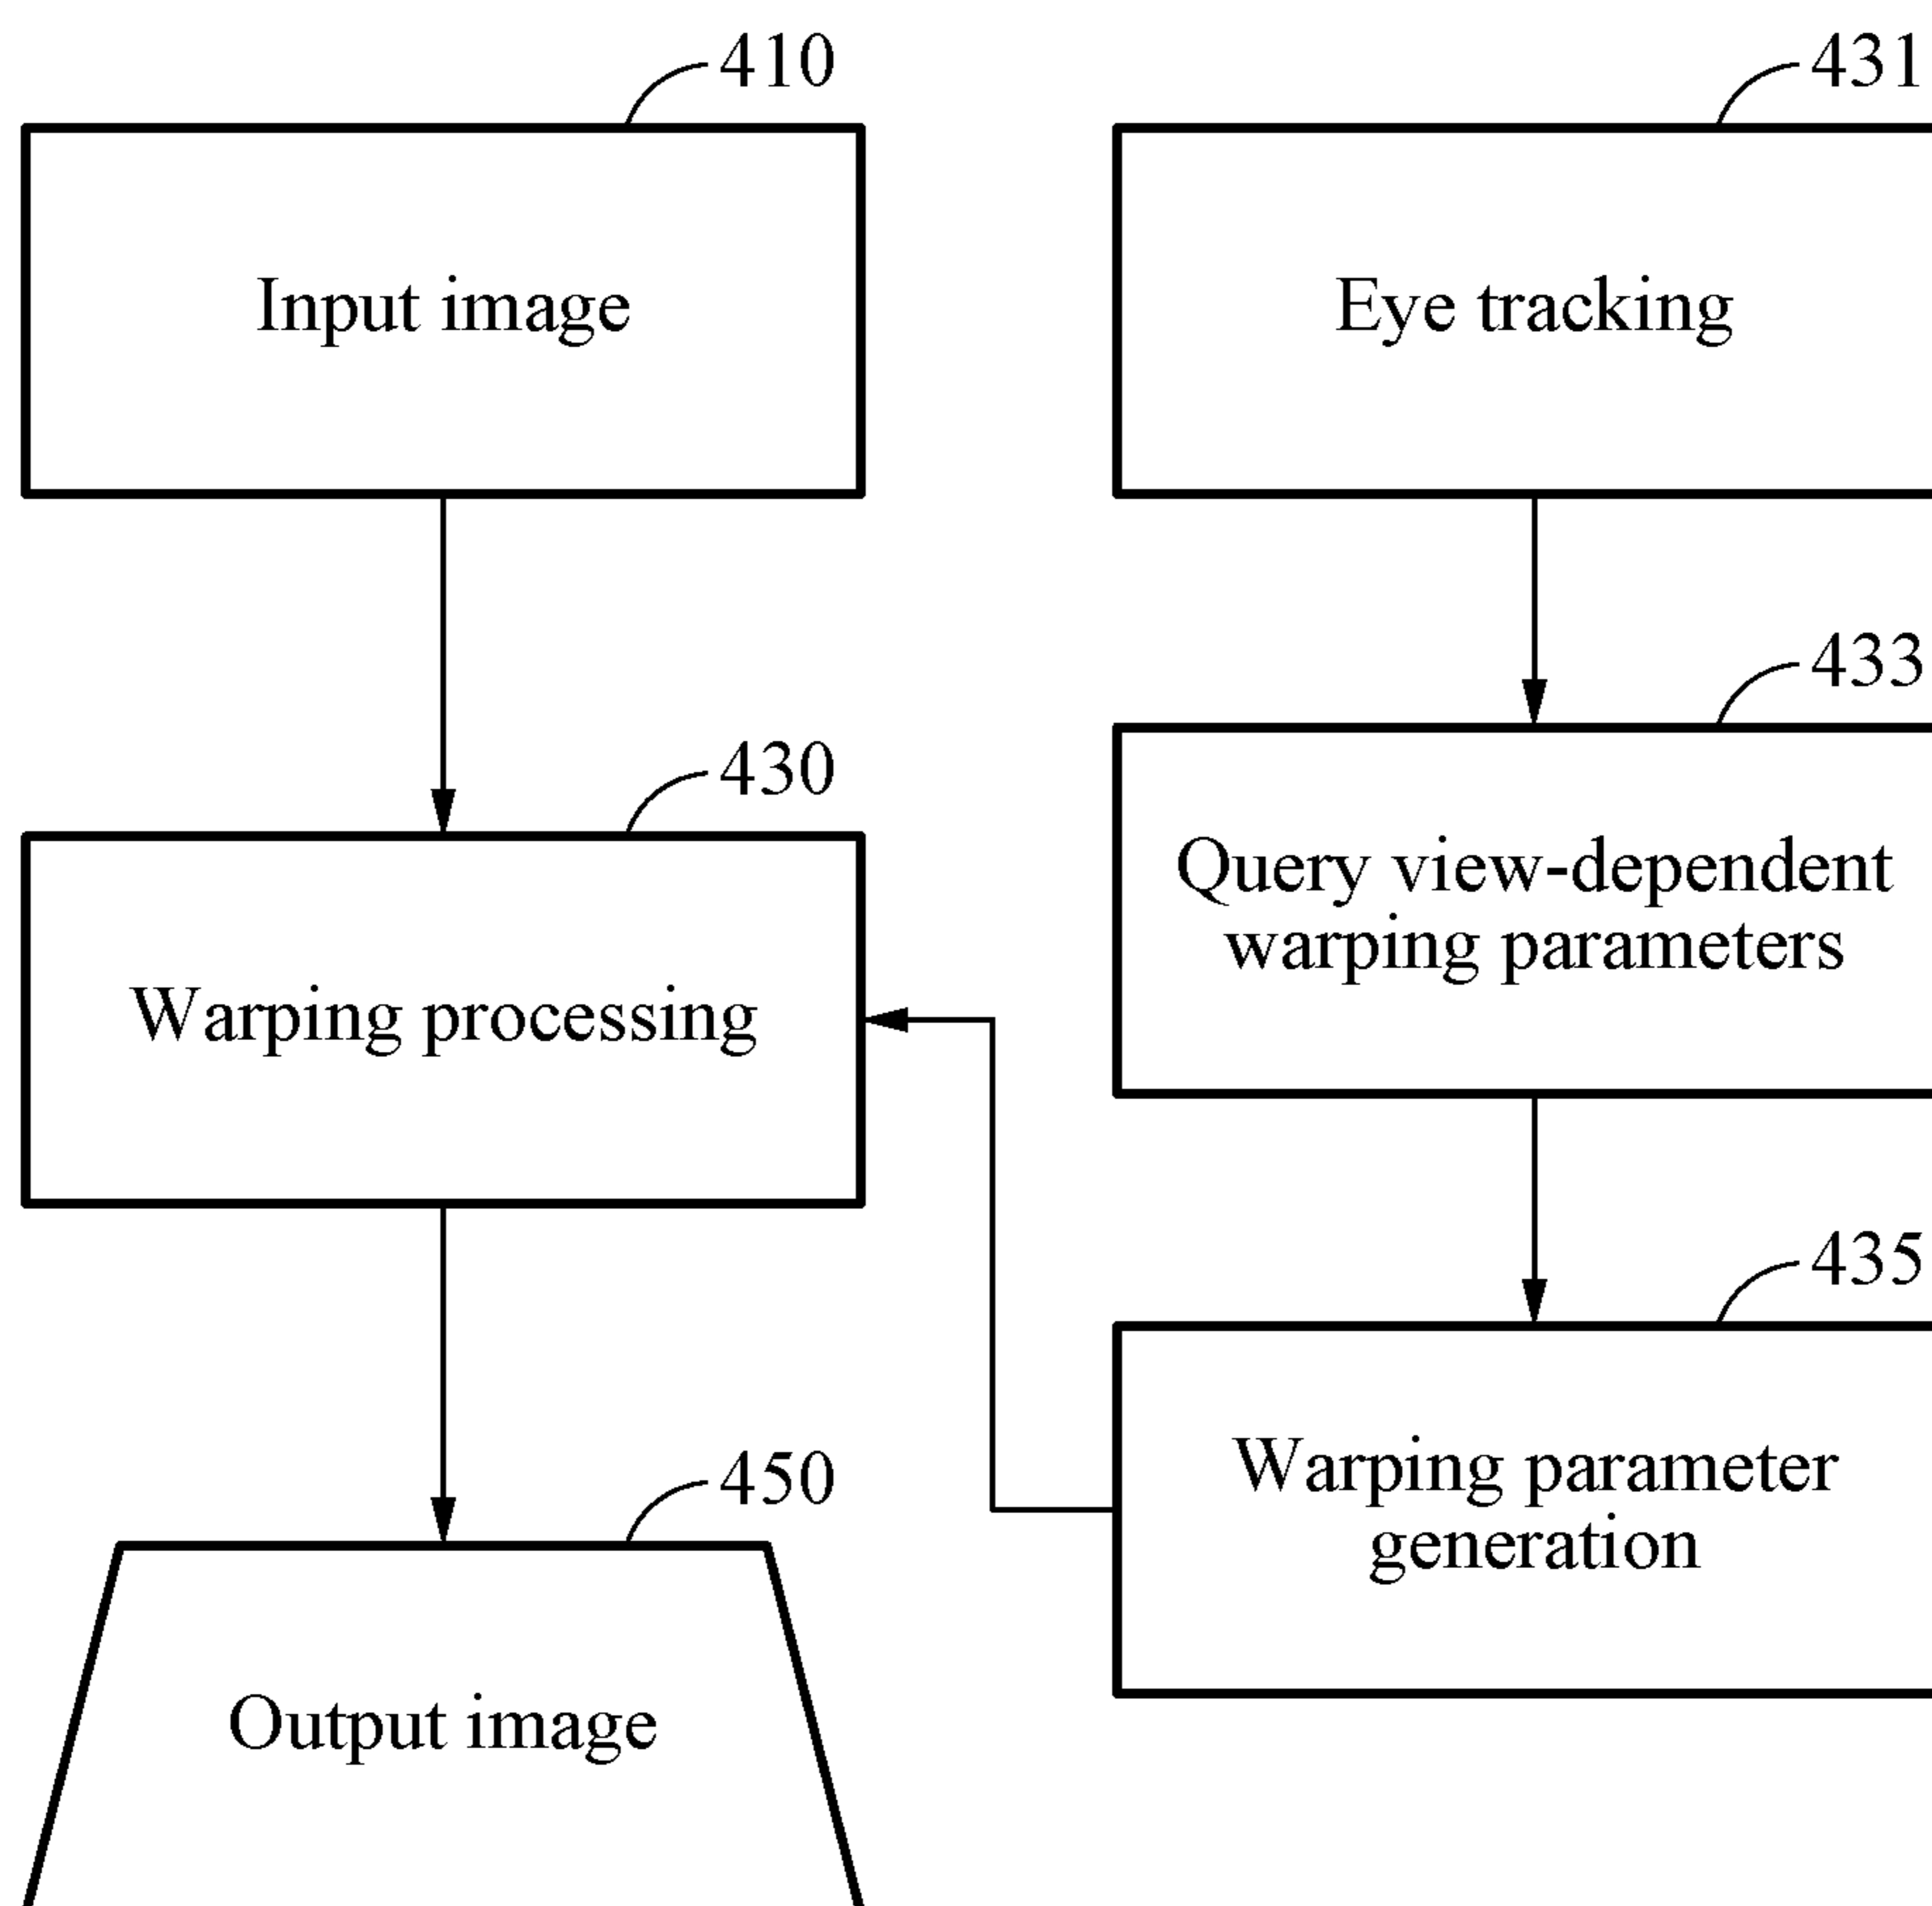 410
Input image
430
Warping processing
450
Output image
431
Eye tracking
433
Query view-dependent
warping parameters
435
Warping parameter
generation